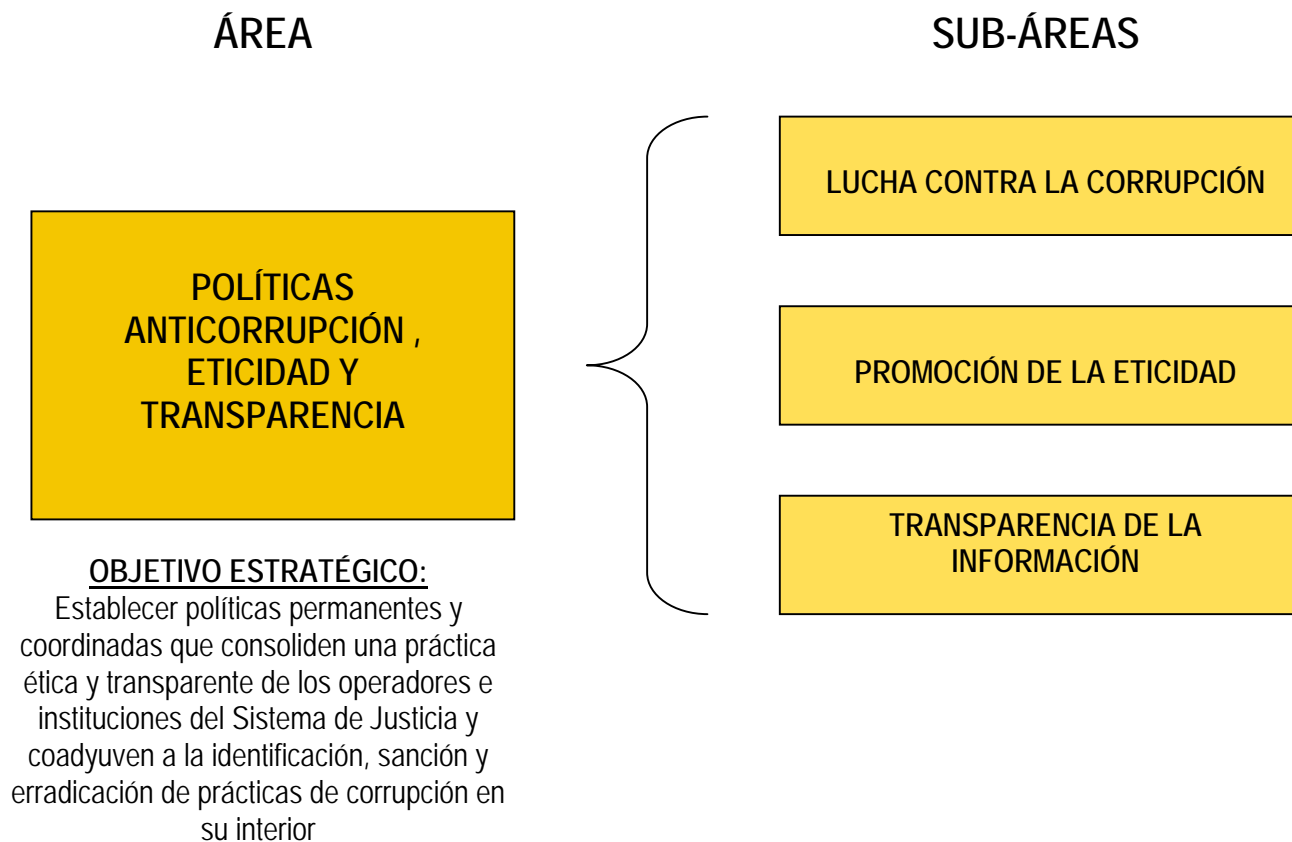 ÁREA
SUB-ÁREAS
POLÍTICAS
ANTICORRUPCIÓN ,
ETICIDAD Y
TRANSPARENCIA
OBJETIVO ESTRATÉGICO:
Establecer políticas permanentes y
coordinadas que consoliden una práctica
ética y transparente de los operadores e
instituciones del Sistema de Justicia y
coadyuven a la identificación, sanción y
erradicación de prácticas de corrupción en
su interior
LUCHA CONTRA LA CORRUPCIÓN
PROMOCIÓN DE LA ETICIDAD
TRANSPARENCIA DE LA
INFORMACIÓN